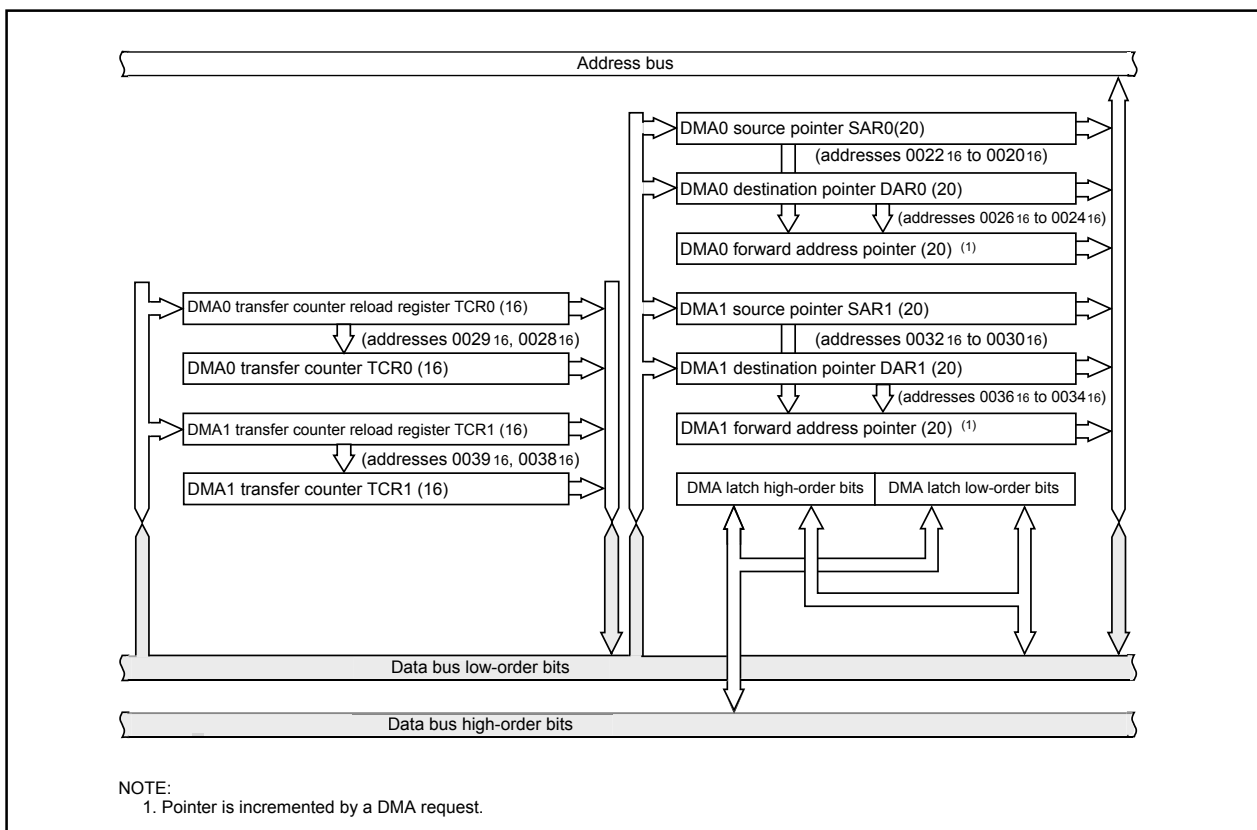 Address bus
DMA0 source pointer SAR0(20)
(addresses 0022 16 to 0020 16)
DMA0 destination pointer DAR0 (20)
(addresses 0026 16 to 0024 16)
DMA0 forward address pointer (20) (1)
DMA0 transfer counter reload register TCR0 (16)
(addresses 0029 16, 0028 16)
DMA0 transfer counter TCR0 (16)
DMA1 transfer counter reload register TCR1 (16)
(addresses 0039 16, 0038 16)
DMA1 transfer counter TCR1 (16)
DMA1 source pointer SAR1 (20)
(addresses 0032 16 to 0030 16)
DMA1 destination pointer DAR1 (20)
(addresses 0036 16 to 0034 16)
DMA1 forward address pointer (20) (1)
DMA latch high-order bits
DMA latch low-order bits
Data bus low-order bits
Data bus high-order bits
NOTE:
1. Pointer is incremented by a DMA request.